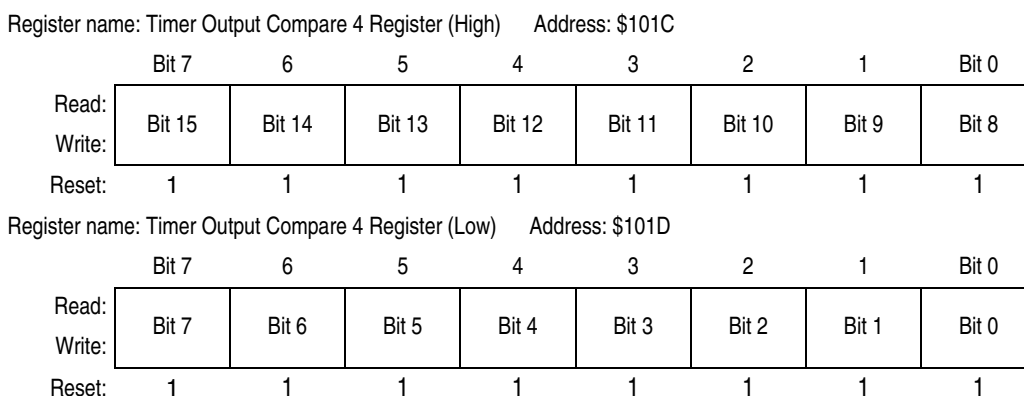 Register name: Timer Output Compare 4 Register (High) Address: $101C
Bit 7 6 5 4 3 2 1 Bit 0
Read:
Bit 15 Bit 14 Bit 13 Bit 12 Bit 11 Bit 10 Bit 9 Bit 8
Write:
Reset: 1 1 1 1 1 1 1 1
Register name: Timer Output Compare 4 Register (Low) Address: $101D
Bit 7 6 5 4 3 2 1 Bit 0
Read:
Bit 7 Bit 6 Bit 5 Bit 4 Bit 3 Bit 2 Bit 1 Bit 0
Write:
Reset: 1 1 1 1 1 1 1 1